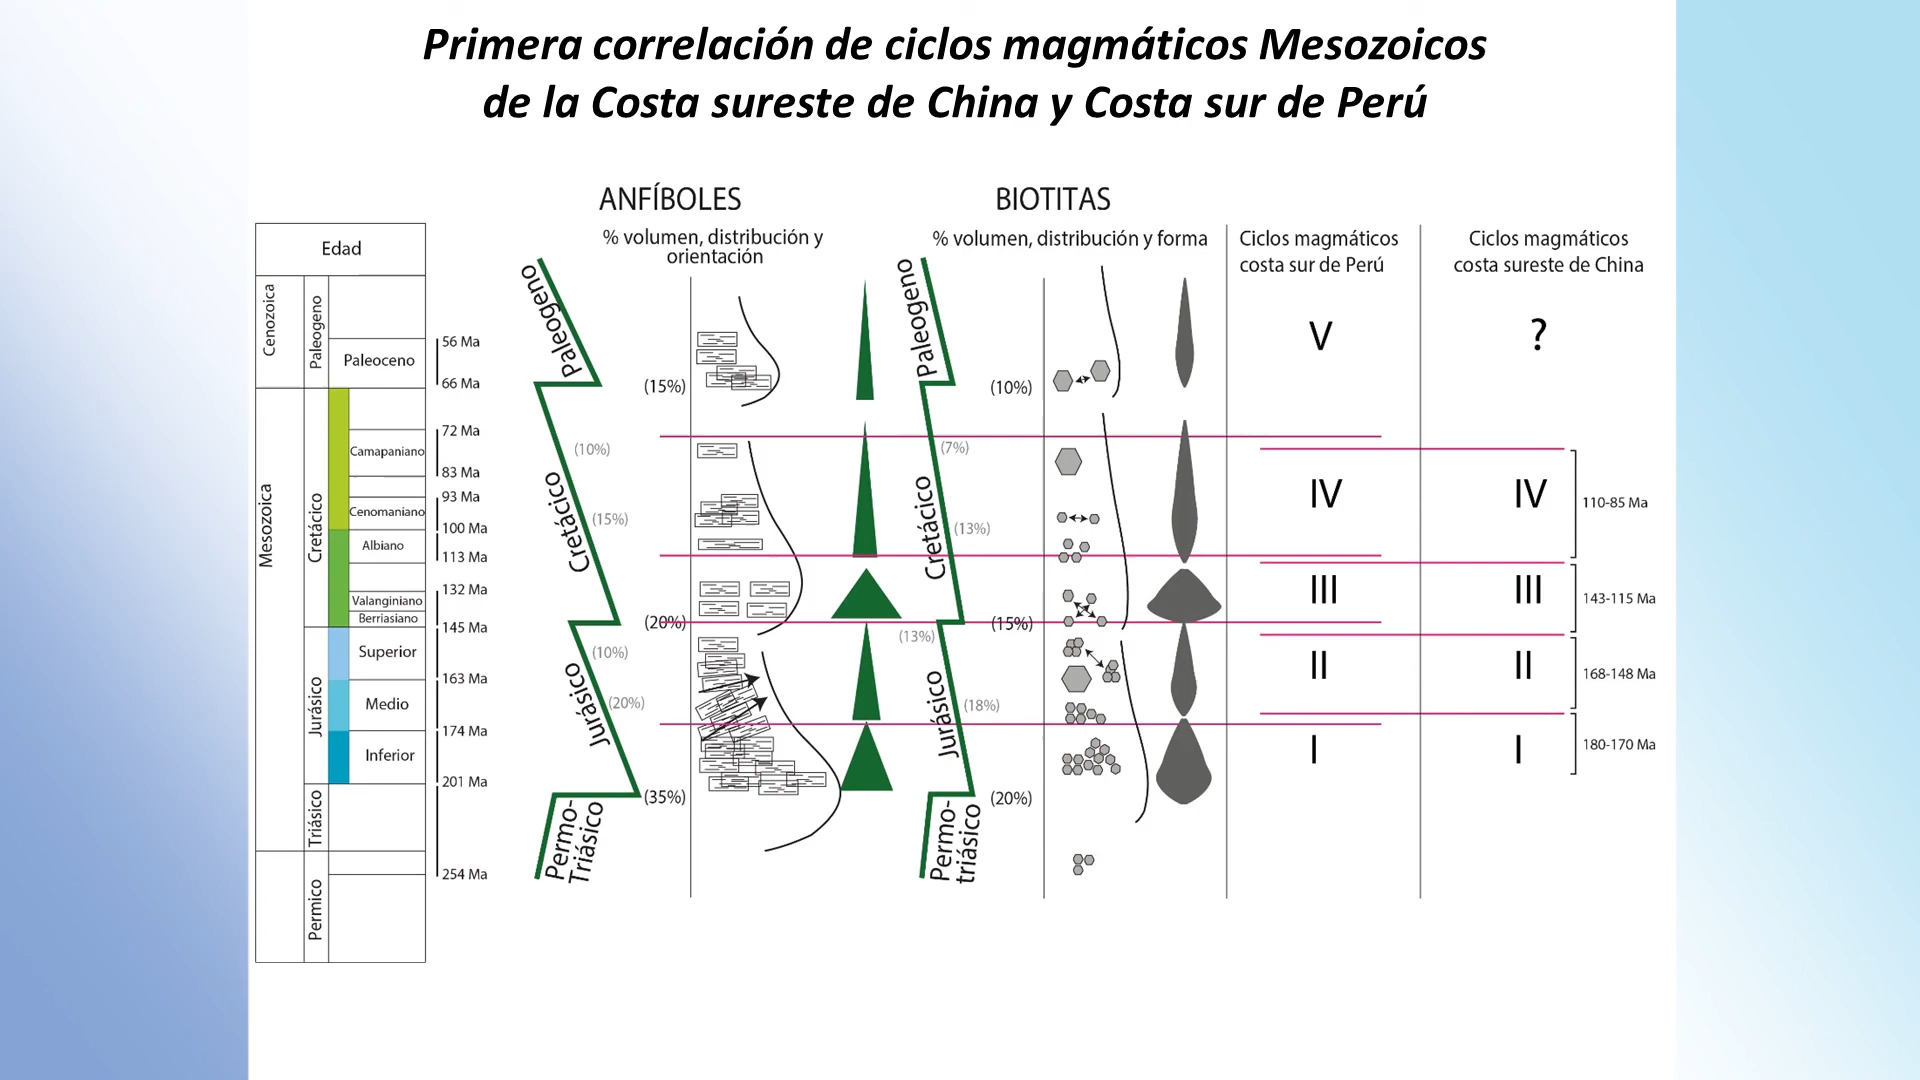 Primera correlación de ciclos magmáticos Mesozoicos
de la Costa sureste de China y Costa sur de Perú
Edad
Cenozoica
Paleogeno
Paleoceno
56 Ma
66 Ma
Mesozoica
Cretácico
72 Ma
Camapaniano
83 Ma
93 Ma
Cenomaniano
100 Ma
Albiano
113 Ma
132 Ma
Valanginiano
Berriasiano
145 Ma
Jurásico
Superior
163 Ma
Medio
174 Ma
Inferior
201 Ma
Triásico
254 Ma
Permico
ANFÍBOLES
% volumen, distribución y
orientación
Paleogeno
(15%)
(10%)
Cretácico
(15%)
(20%)
(10%)
Jurásico
(20%)
(35%)
Permo-
Triásico
BIOTITAS
% volumen, distribución y forma
Paleogeno
(10%)
(7%)
Cretácico
(13%)
(15%)
(13%)
Jurásico
(18%)
(20%)
Permo-
triásico
Ciclos magmáticos
costa sur de Perú
V
IV
III
II
I
Ciclos magmáticos
costa sureste de China
?
IV
110-85 Ma
III
143-115 Ma
II
168-148 Ma
I
180-170 Ma